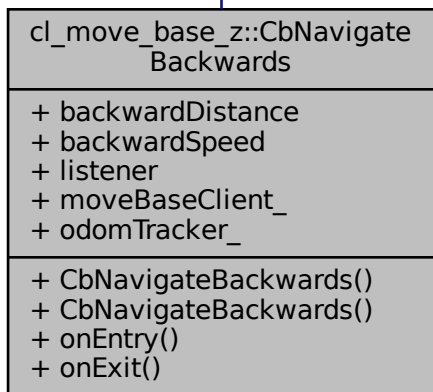 cl_move_base_z::CbNavigate
Backwards
+ backwardDistance
+ backwardSpeed
+ listener
+ moveBaseClient_
+ odomTracker_
+ CbNavigateBackwards()
+ CbNavigateBackwards()
+ onEntry()
+ onExit()